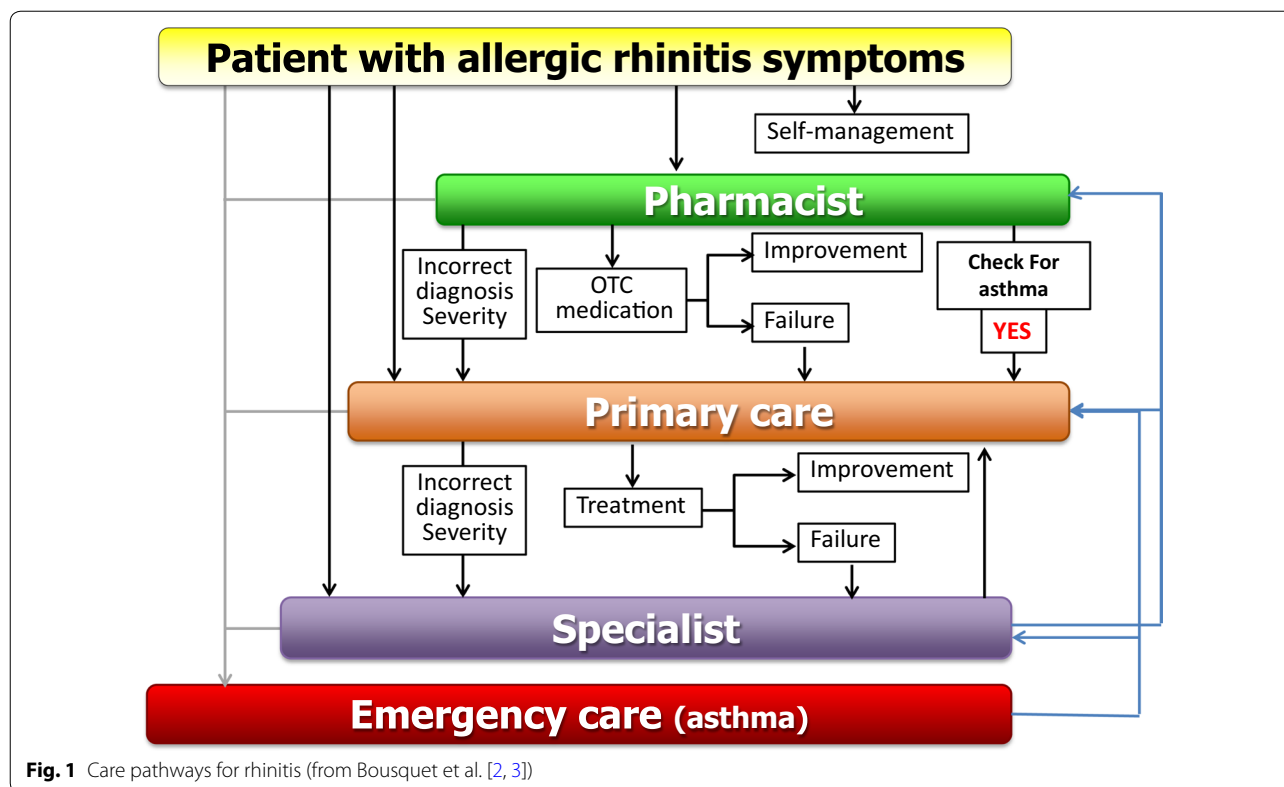 Patient with allergic rhinitis symptoms
Self-management
Pharmacist
Incorrect
diagnosis
Severity
OTC
medication
Improvement
Failure
Check For
asthma
YES
Primary care
Incorrect
diagnosis
Severity
Treatment
Improvement
Failure
Specialist
Emergency care (asthma)
Fig. 1 Care pathways for rhinitis (from Bousquet et al. [2, 3])